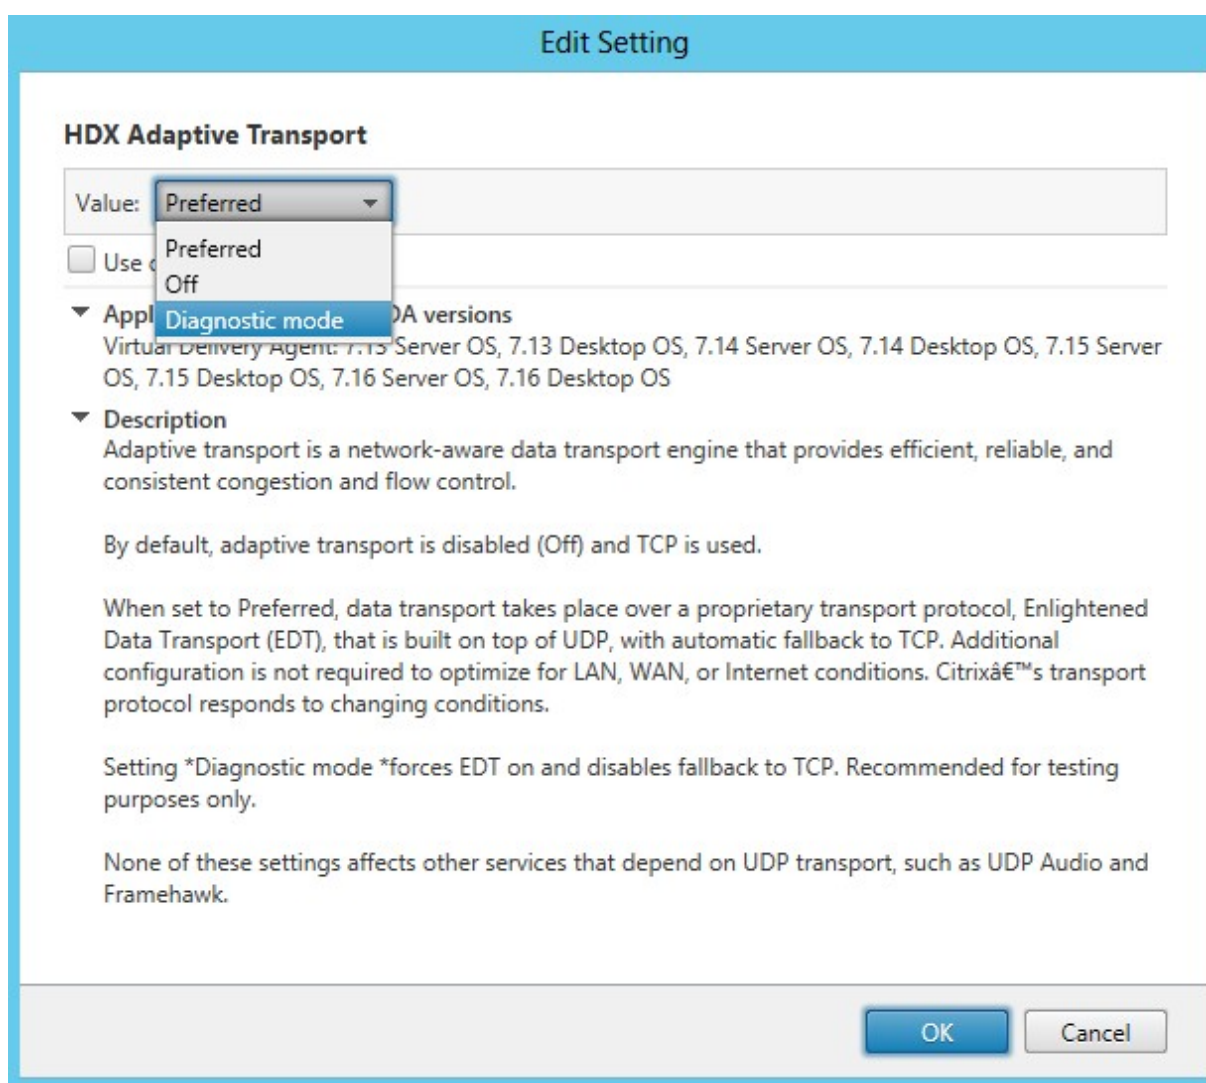 Edit Setting
HDX Adaptive Transport
Value: Preferred
Preferred
Use
Off
Diagnostic mode
Appl DA versions
Virtual Delivery Agent: 7.13 Server OS, 7.13 Desktop OS, 7.14 Server OS, 7.14 Desktop OS, 7.15 Server
OS, 7.15 Desktop OS, 7.16 Server OS, 7.16 Desktop OS
Description
Adaptive transport is a network-aware data transport engine that provides efficient, reliable, and
consistent congestion and flow control.
By default, adaptive transport is disabled (Off) and TCP is used.
When set to Preferred, data transport takes place over a proprietary transport protocol, Enlightened
Data Transport (EDT), that is built on top of UDP, with automatic fallback to TCP. Additional
configuration is not required to optimize for LAN, WAN, or Internet conditions. Citrixâ€™s transport
protocol responds to changing conditions.
Setting *Diagnostic mode *forces EDT on and disables fallback to TCP. Recommended for testing
purposes only.
None of these settings affects other services that depend on UDP transport, such as UDP Audio and
Framehawk.
OK Cancel